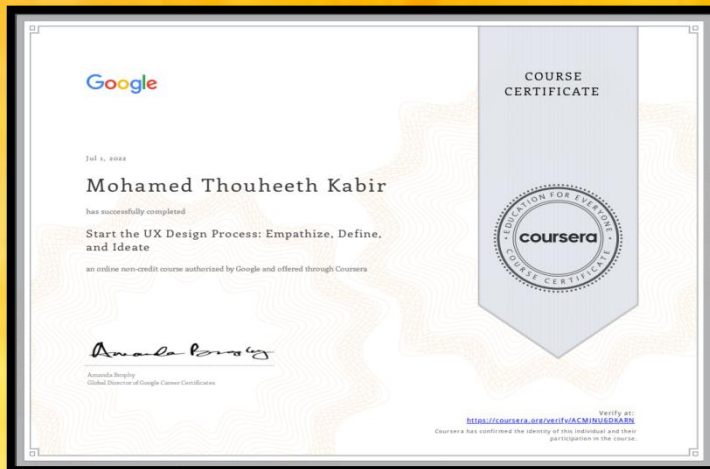 Google
COURSE
CERTIFICATE
Jul 1, 2022
Mohamed Thouheeth Kabir
has successfully completed
Start the UX Design Process: Empathize, Define,
and Ideate
an online non-credit course authorized by Google and offered through Coursera
EDUCATION FOR EVERYONE
coursera
COURSE CERTIFICATE
Amanda Brophy
Amanda Brophy
Global Director of Google Career Certificates
Verify at:
https://coursera.org/verify/ACMJNU6DKARN
Coursera has confirmed the identity of this individual and their
participation in the course.